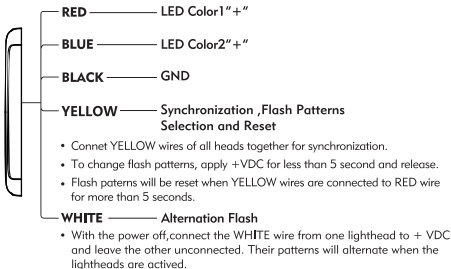 RED LED Color1"+"
BLUE LED Color2"+"
BLACK GND
YELLOW Synchronization ,Flash Patterns
Selection and Reset
• Connet YELLOW wires of all heads together for synchronization.
• To change flash patterns, apply +VDC for less than 5 second and release.
• Flash paterns will be reset when YELLOW wires are connected to RED wire
for more than 5 seconds.
WHITE Alternation Flash
• With the power off,connect the WHITE wire from one lighthead to + VDC
and leave the other unconnected. Their patterns will alternate when the
lightheads are actived.